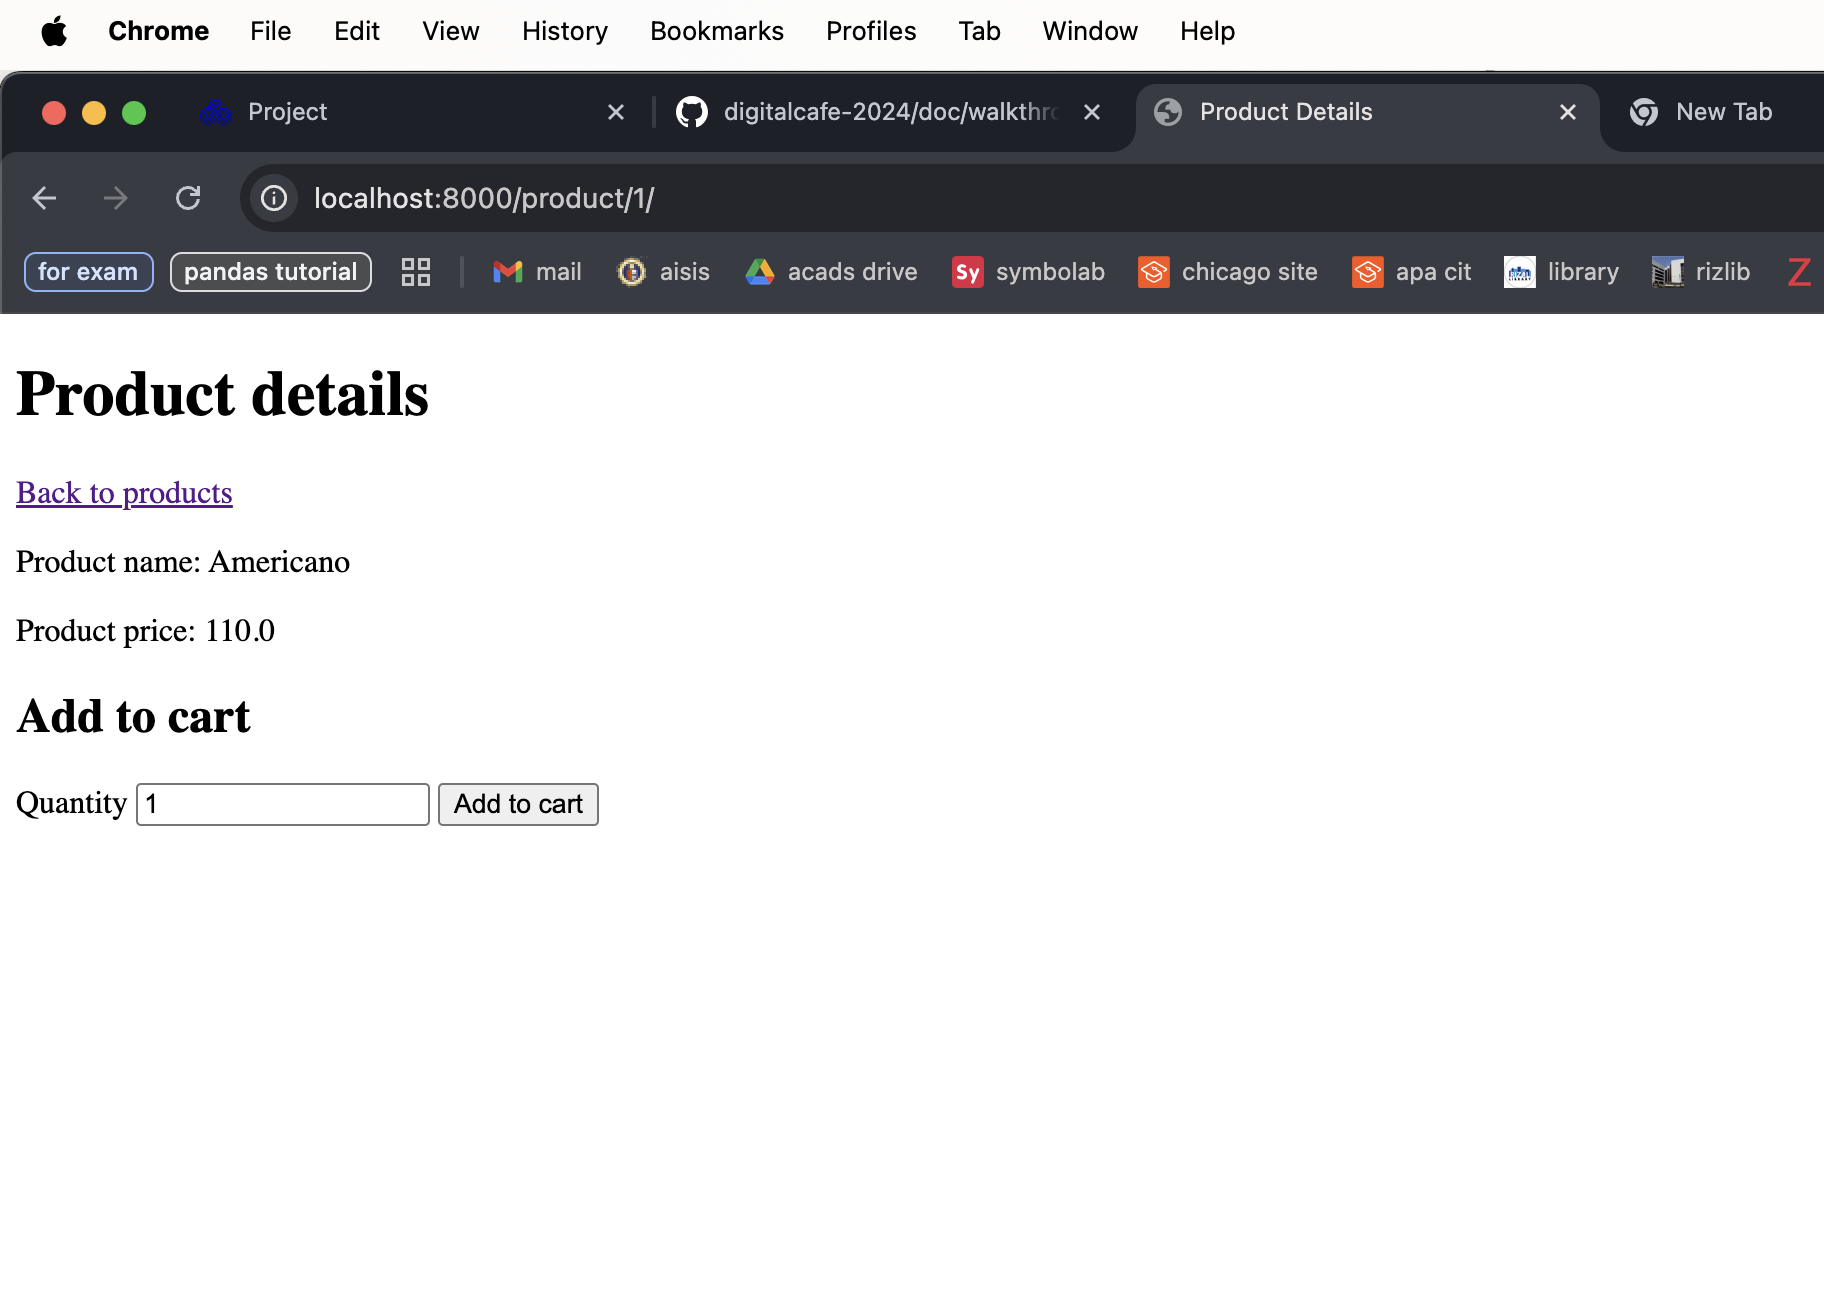 Chrome File Edit View History Bookmarks Profiles Tab Window Help
Project digitalcafe-2024/doc/walkthro Product Details New Tab
localhost:8000/product/1/
for exam pandas tutorial mail aisis acads drive Sy symbolab chicago site apa cit library rizlib Z
Product details
Back to products
Product name: Americano
Product price: 110.0
Add to cart
Quantity 1 Add to cart